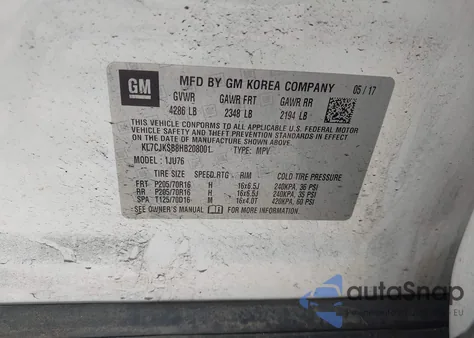 GM
MFD BY GM KOREA COMPANY 05 / 17
GVWR GAWR FRT GAWR RR
4286 LB 2348 LB 2194 LB
THIS VEHICLE CONFORMS TO ALL APPLICABLE U.S. FEDERAL MOTOR
VEHICLE SAFETY, BUMPER, AND THEFT PREVENTION STANDARDS IN
EFFECT ON THE DATE OF MANUFACTURE SHOWN ABOVE.
KL7CJKSB8HB208001 TYPE: MPV
MODEL : 1JU76
TIRE SIZE SPEED.RTG RIM COLD TIRE PRESSURE
FRT P205/70R16 H 16x6.5J 240KPA, 35 PSI
RR P205/70R16 H 16x6.5J 240KPA, 35 PSI
SPA T125/70D16 M 16x4.0T 420KPA, 60 PSI
SEE OWNER'S MANUAL FOR MORE INFORMATION.
autoSnap
EU